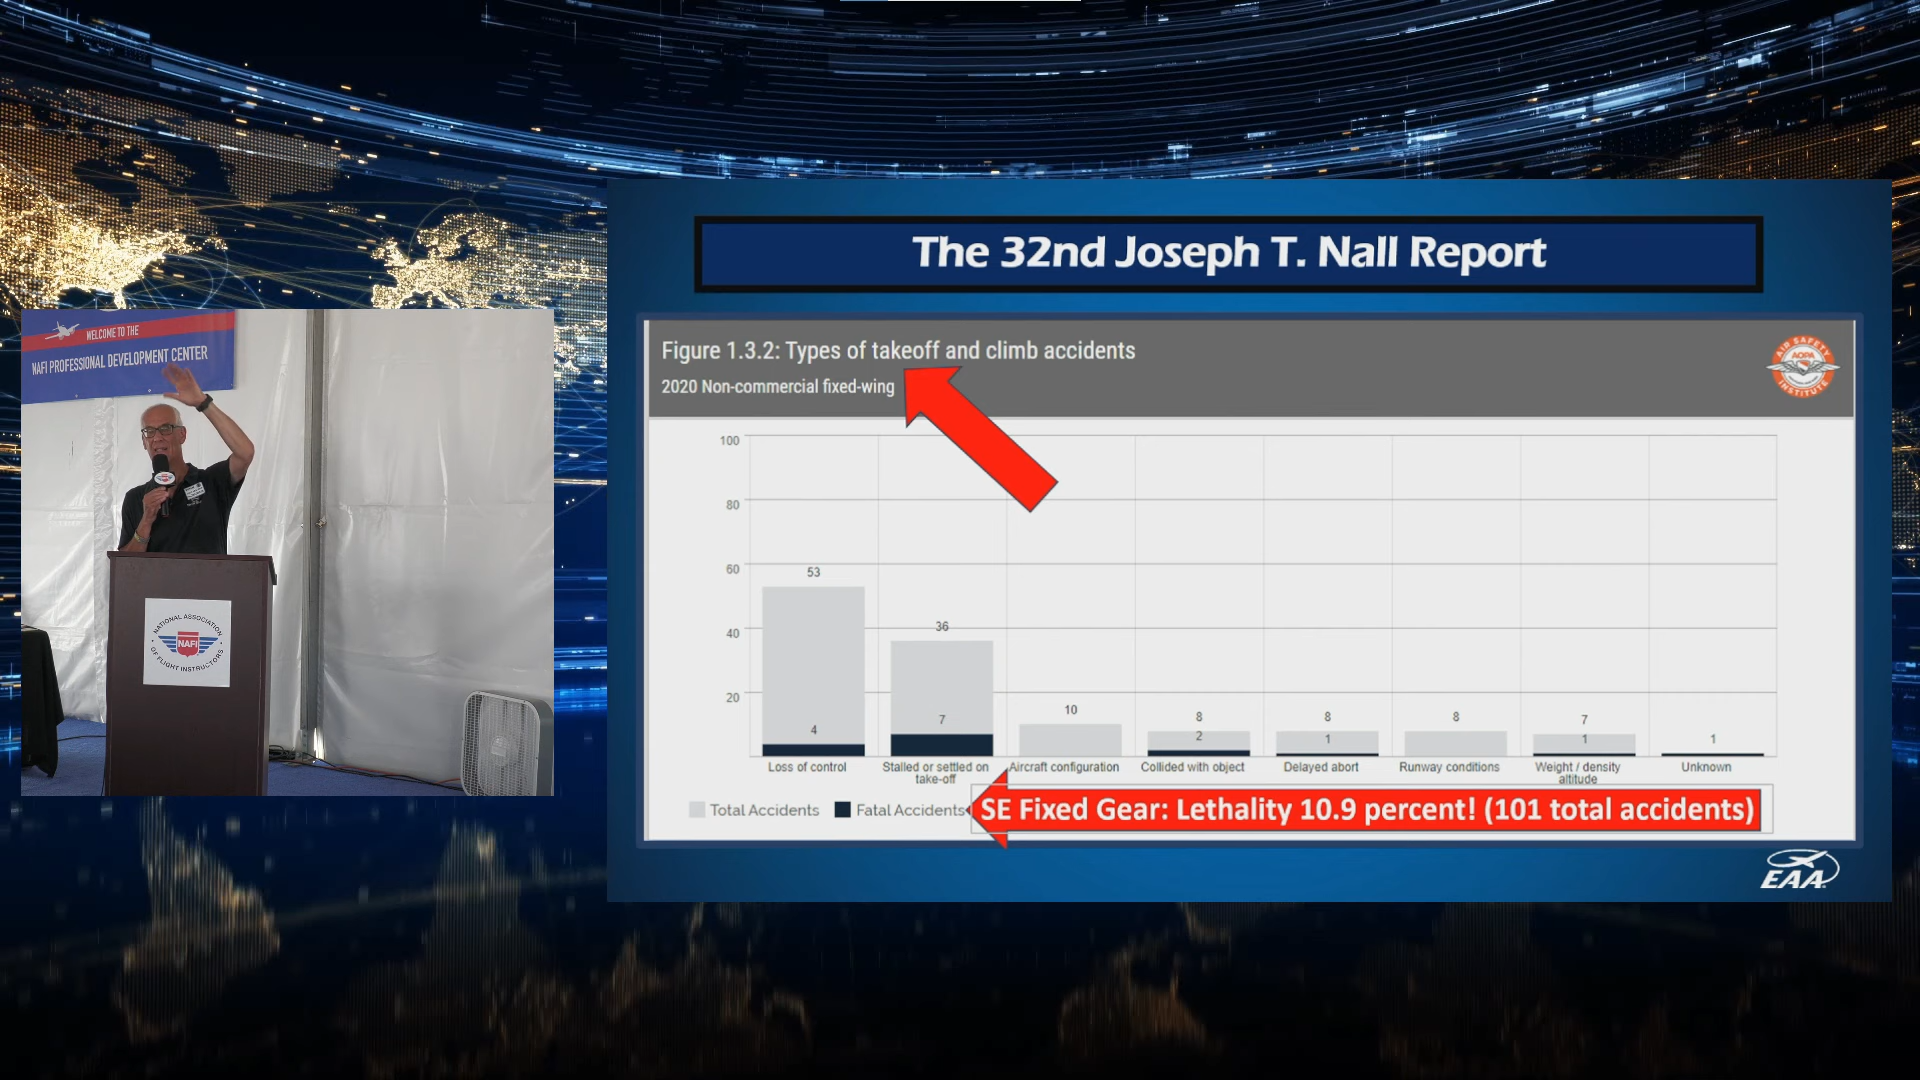 WELCOME TO THE
NAFI PROFESSIONAL DEVELOPMENT CENTER
NATIONAL ASSOCIATION
NAFI
OF FLIGHT INSTRUCTORS
The 32nd Joseph T. Nall Report
Figure 1.3.2: Types of takeoff and climb accidents
2020 Non-commercial fixed-wing
AIR SAFETY
AOPA
INSTITUTE
100
80
60
40
20
53
4
36
7
10
8
2
8
1
8
7
1
1
Loss of control
Stalled or settled on
take-off
Aircraft configuration
Collided with object
Delayed abort
Runway conditions
Weight / density
altitude
Unknown
Total Accidents
Fatal Accidents
SE Fixed Gear: Lethality 10.9 percent! (101 total accidents)
EAA